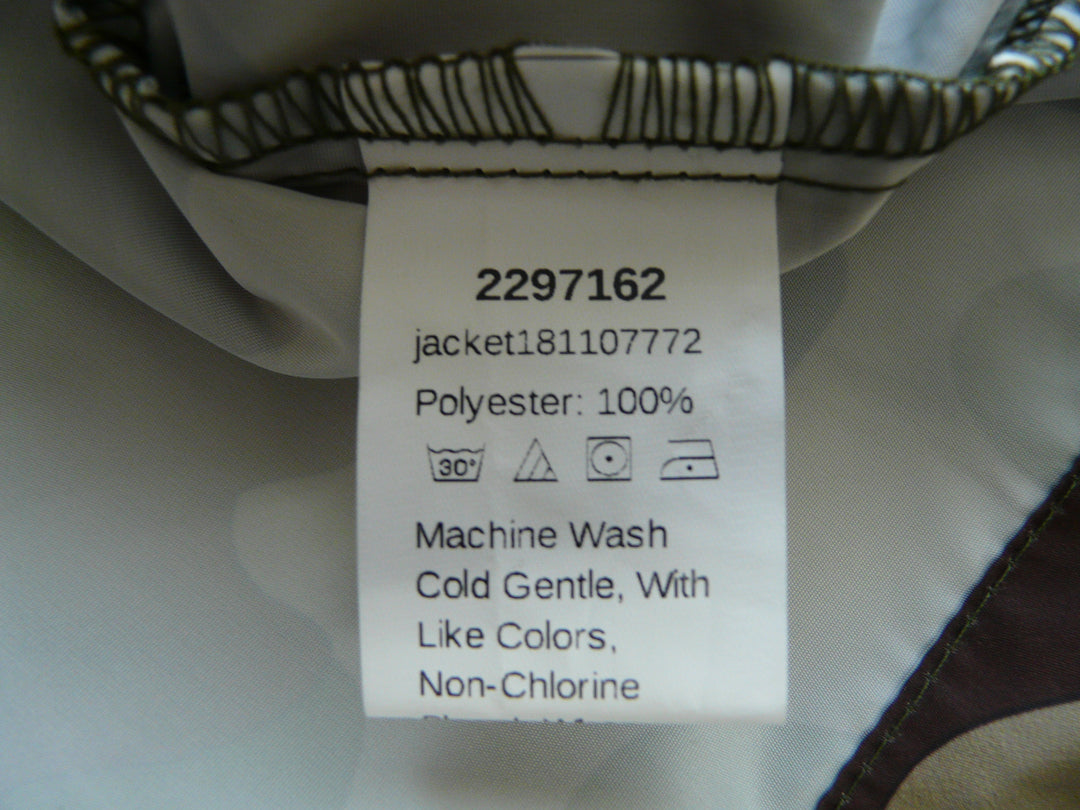 2297162
jacket181107772
Polyester: 100%
30°
Machine Wash
Cold Gentle, With
Like Colors,
Non-Chlorine